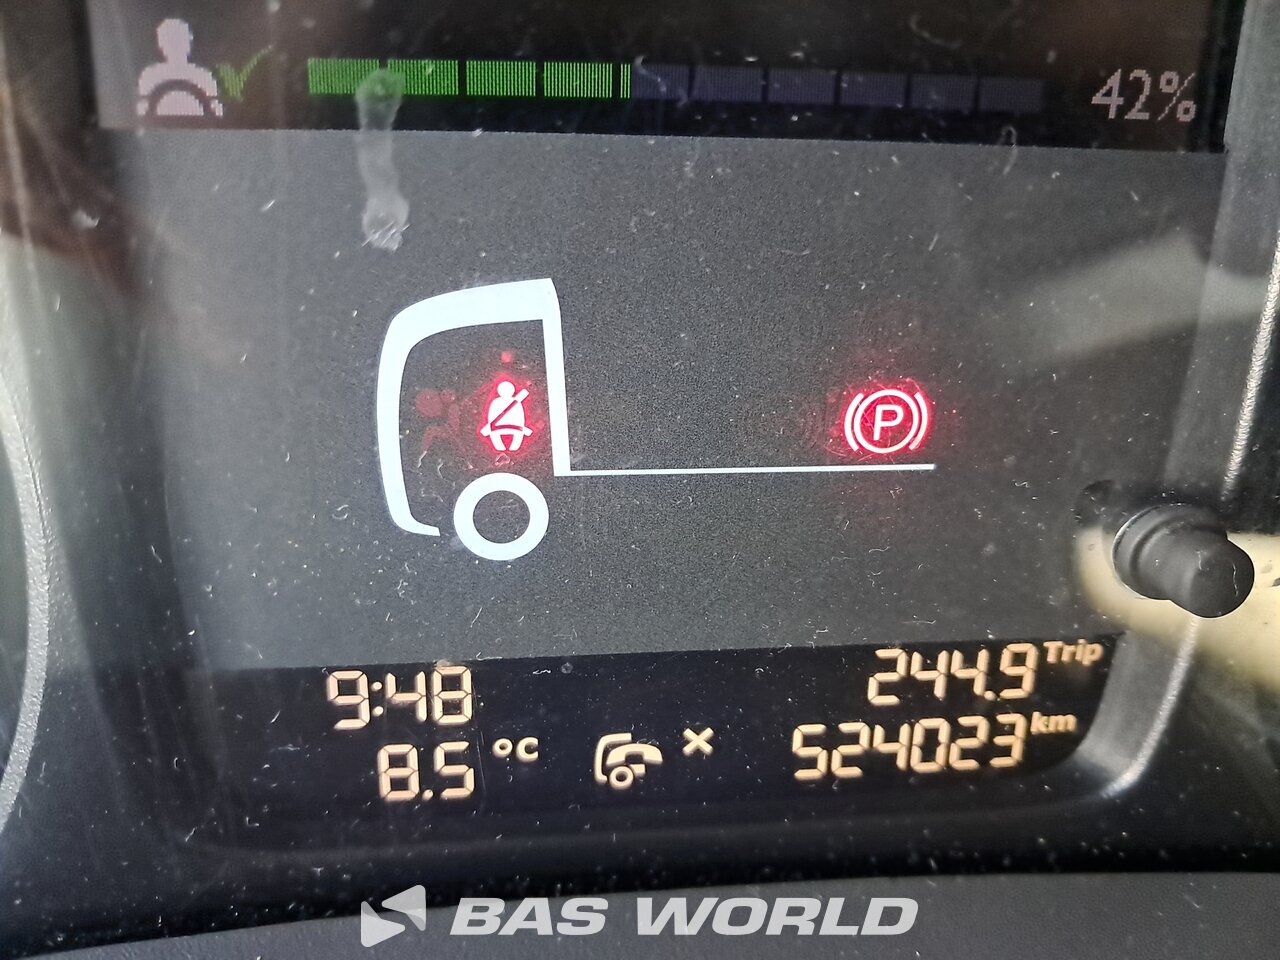 42%
P
9:48
244.9 Trip
8.5 °C
524023 km
BAS WORLD